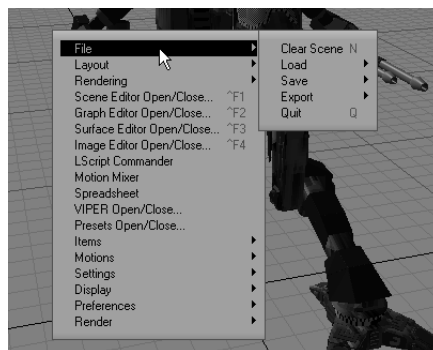 File
Layout
Rendering
Scene Editor Open/Close... ^F1
Graph Editor Open/Close... ^F2
Surface Editor Open/Close... ^F3
Image Editor Open/Close... ^F4
LScript Commander
Motion Mixer
Spreadsheet
VIPER Open/Close...
Presets Open/Close...
Items
Motions
Settings
Display
Preferences
Render
Clear Scene N
Load
Save
Export
Quit Q